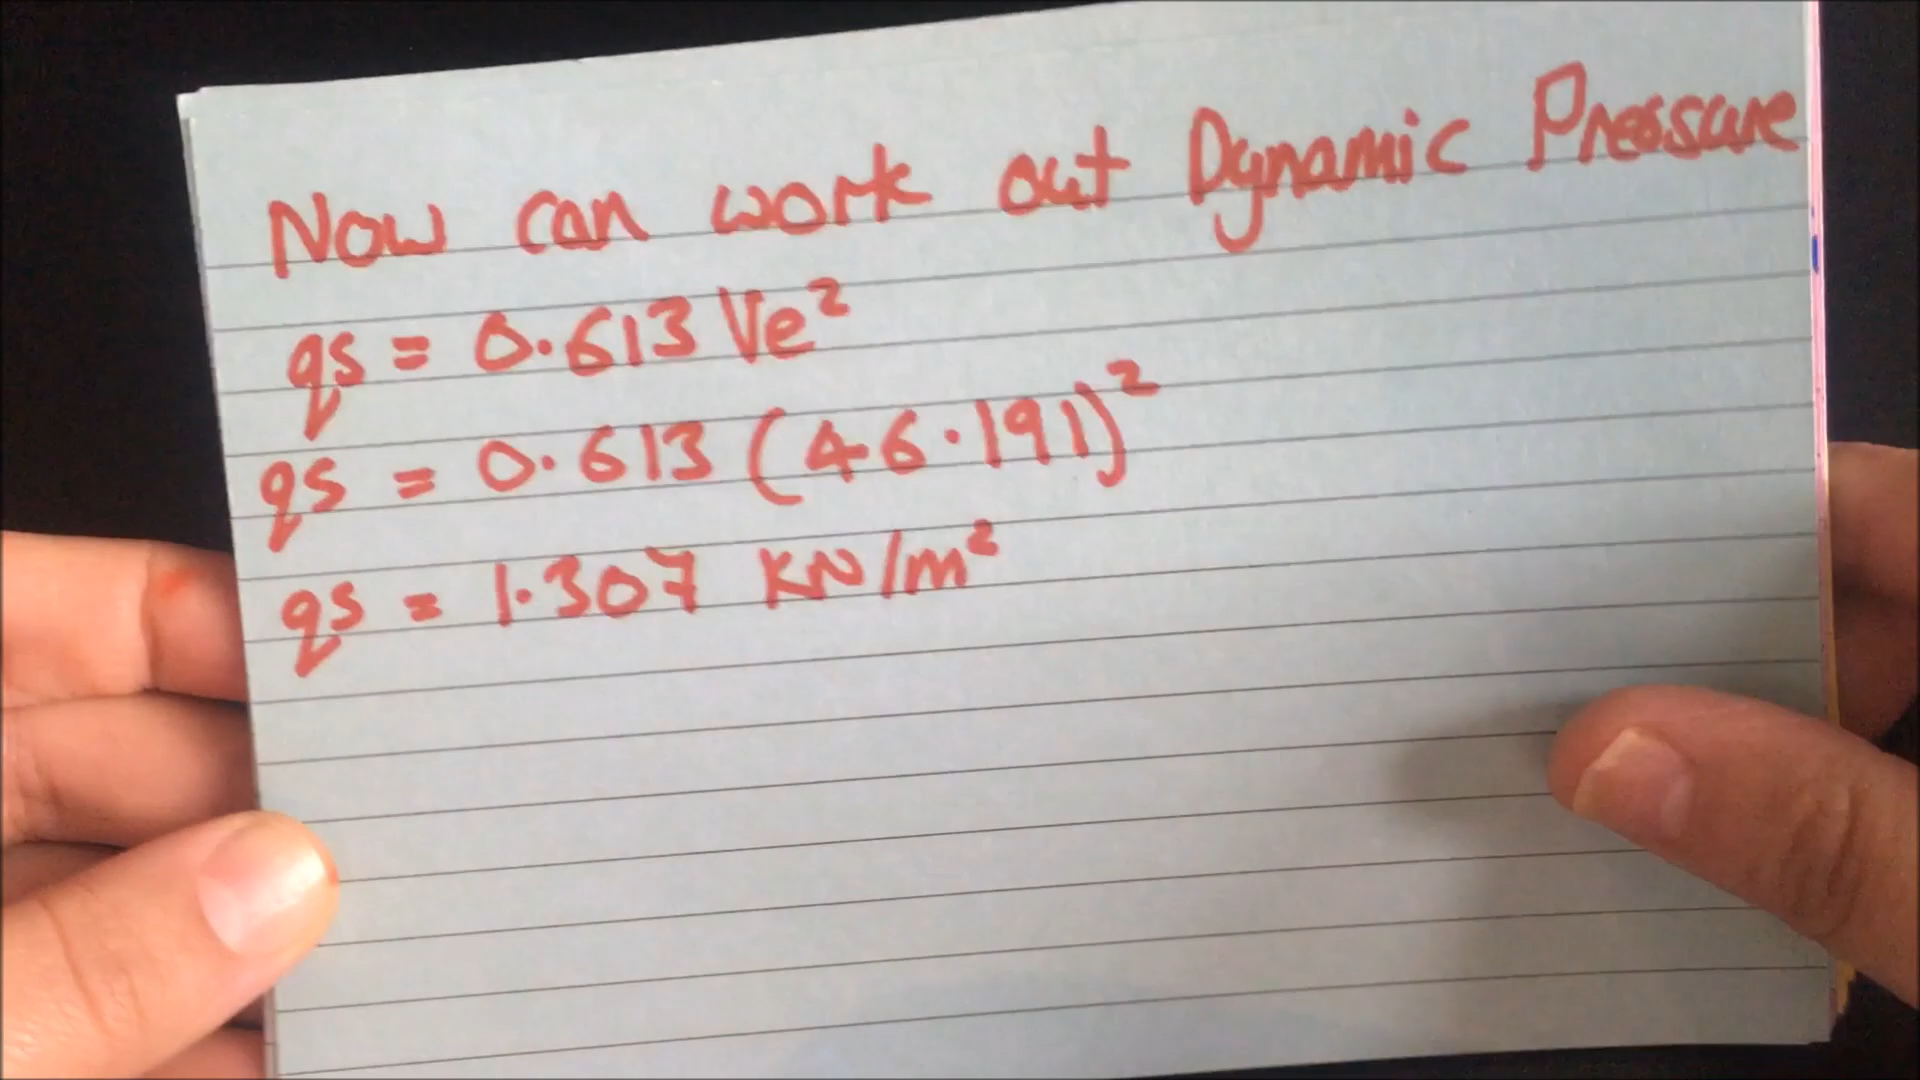 Now can work out Dynamic Pressure
qs = 0.613 Ve²
qs = 0.613 (46.191)²
qs = 1.307 KN/m²